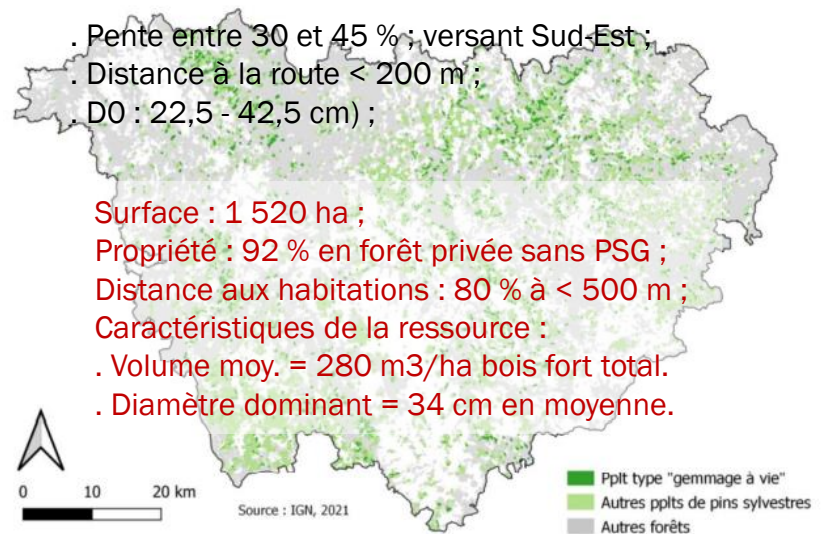 . Pente entre 30 et 45 % ; versant Sud-Est ;
. Distance à la route < 200 m ;
. D0 : 22,5 - 42,5 cm) ;
Surface : 1 520 ha ;
Propriété : 92 % en forêt privée sans PSG ;
Distance aux habitations : 80 % à < 500 m ;
Caractéristiques de la ressource :
. Volume moy. = 280 m3/ha bois fort total.
. Diamètre dominant = 34 cm en moyenne.
0 10 20 km
Source : IGN, 2021
Pplt type "gemmage à vie"
Autres pplts de pins sylvestres
Autres forêts